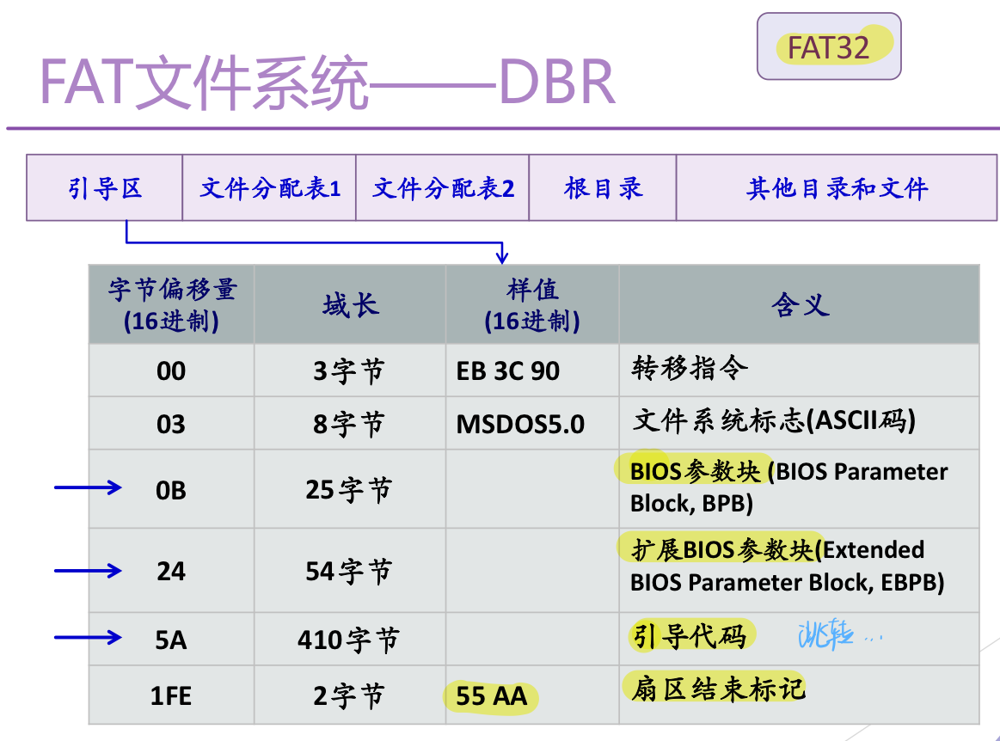 FAT32
FAT文件系统——DBR
引导区 文件分配表1 文件分配表2 根目录 其他目录和文件
字节偏移量
(16进制)
域长
样值
(16进制)
含义
00 3字节 EB 3C 90 转移指令
03 8字节 MSDOS5.0 文件系统标志(ASCII码)
0B 25字节 BIOS参数块 (BIOS Parameter
Block, BPB)
24 54字节 扩展BIOS参数块(Extended
BIOS Parameter Block, EBPB)
5A 410字节 引导代码 跳转 ...
1FE 2字节 55 AA 扇区结束标记